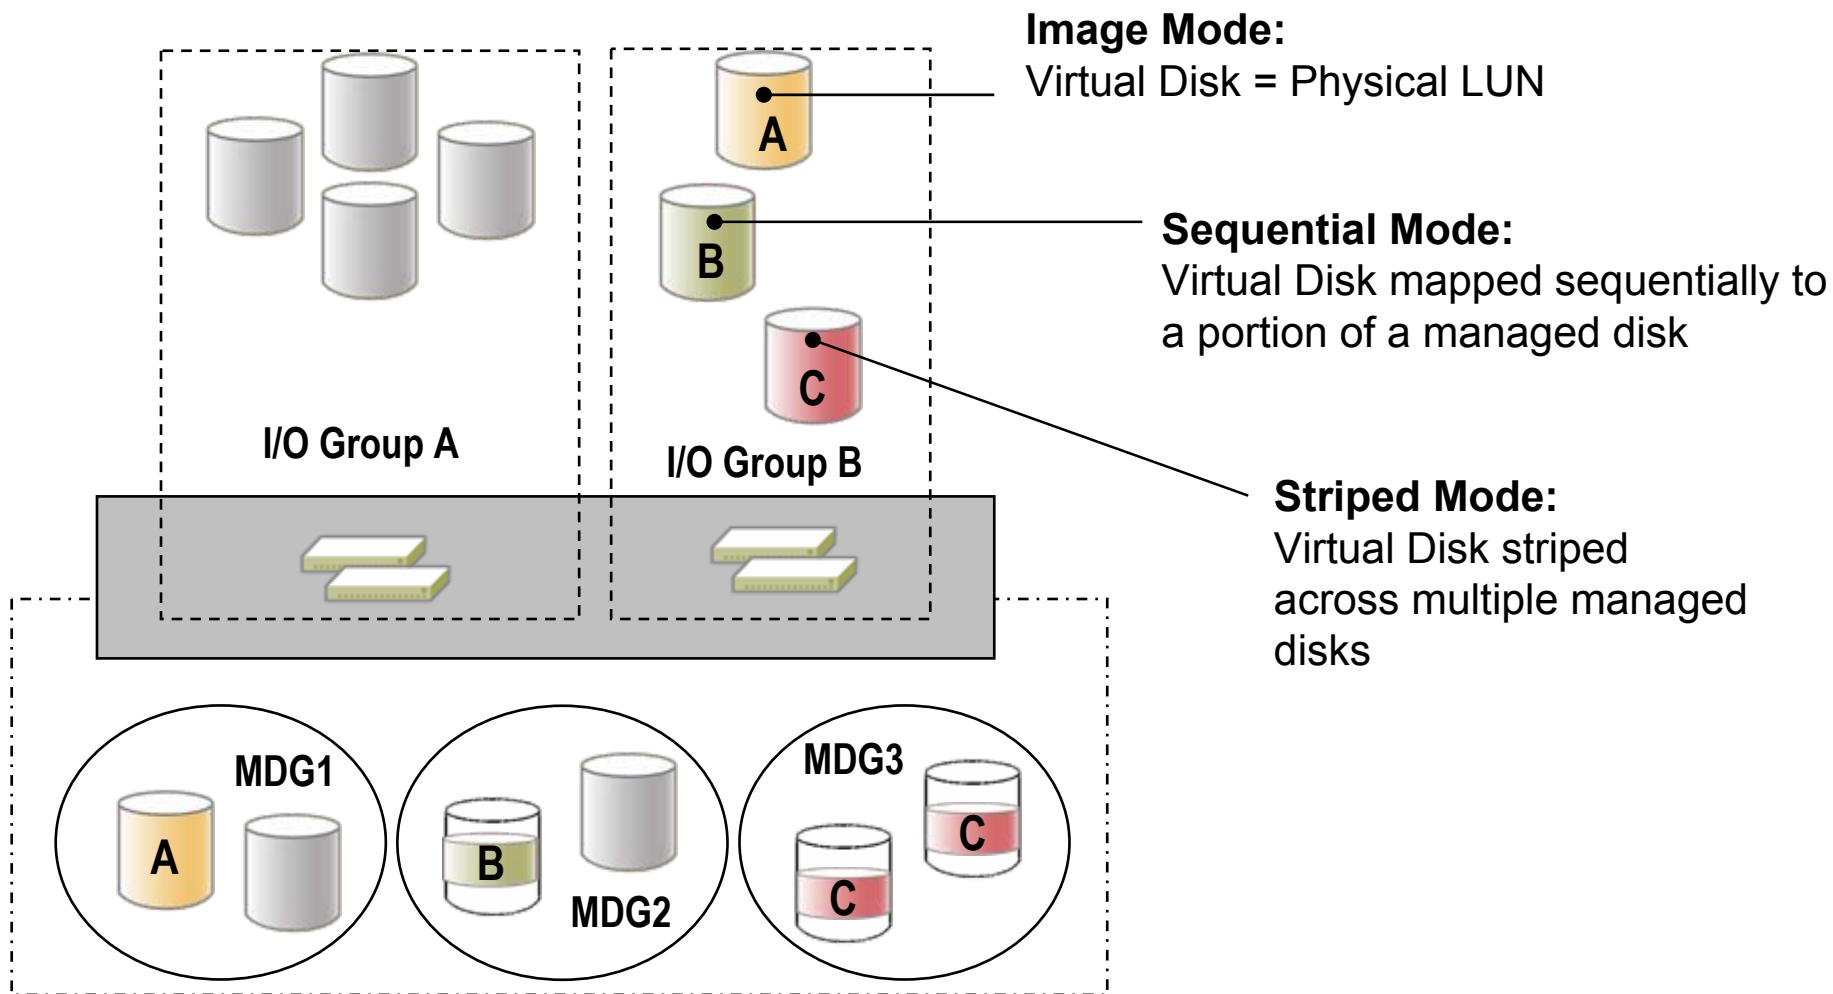 Image Mode:
Virtual Disk = Physical LUN
A
Sequential Mode:
Virtual Disk mapped sequentially to
a portion of a managed disk
B
C
I/O Group A
I/O Group B
Striped Mode:
Virtual Disk striped
across multiple managed
disks
MDG1
A
B
MDG2
MDG3
C
C